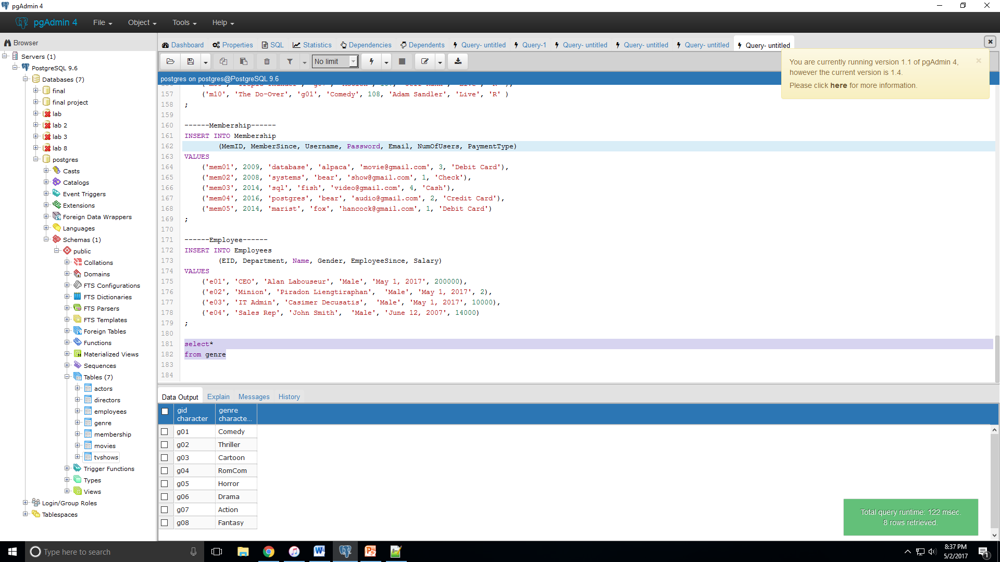 pgAdmin 4
pgAdmin 4 File Object Tools Help
Browser
Servers (1)
PostgreSQL 9.6
Databases (7)
final
final project
lab
lab 2
lab 3
lab 8
postgres
Casts
Catalogs
Event Triggers
Extensions
Foreign Data Wrappers
Languages
Schemas (1)
public
Collations
Domains
FTS Configurations
FTS Dictionaries
FTS Parsers
FTS Templates
Foreign Tables
Functions
Materialized Views
Sequences
Tables (7)
actors
directors
employees
genre
membership
movies
tvshows
Trigger Functions
Types
Views
Login/Group Roles
Tablespaces
Dashboard Properties SQL Statistics Dependencies Dependents Query- untitled Query-1 Query- untitled Query- untitled Query- untitled Query- untitled
No limit
You are currently running version 1.1 of pgAdmin 4,
however the current version is 1.4.
Please click here for more information.
postgres on postgres@PostgreSQL 9.6
157 ('m10', 'The Do-Over', 'g01', 'Comedy', 108, 'Adam Sandler', 'Live', 'R' )
158 ;
159
160 ------Membership------
161 INSERT INTO Membership
162 (MemID, MemberSince, Username, Password, Email, NumOfUsers, PaymentType)
163 VALUES
164 ('mem01', 2009, 'database', 'alpaca', 'movie@gmail.com', 3, 'Debit Card'),
165 ('mem02', 2008, 'systems', 'bear', 'show@gmail.com', 1, 'Check'),
166 ('mem03', 2014, 'sql', 'fish', 'video@gmail.com', 4, 'Cash'),
167 ('mem04', 2016, 'postgres', 'bear', 'audio@gmail.com', 2, 'Credit Card'),
168 ('mem05', 2014, 'marist', 'fox', 'hancock@gmail.com', 1, 'Debit Card')
169 ;
170
171 ------Employee------
172 INSERT INTO Employees
173 (EID, Department, Name, Gender, EmployeeSince, Salary)
174 VALUES
175 ('e01', 'CEO', 'Alan Labouseur', 'Male', 'May 1, 2017', 200000),
176 ('e02', 'Minion', 'Piradon Liengtiraphan', 'Male', 'May 1, 2017', 2),
177 ('e03', 'IT Admin', 'Casimer Decusatis', 'Male', 'May 1, 2017', 10000),
178 ('e04', 'Sales Rep', 'John Smith', 'Male', 'June 12, 2007', 14000)
179 ;
180
181 select*
182 from genre
183
184
Data Output Explain Messages History
gid genre
character characte...
g01 Comedy
g02 Thriller
g03 Cartoon
g04 RomCom
g05 Horror
g06 Drama
g07 Action
g08 Fantasy
Total query runtime: 122 msec.
8 rows retrieved.
Type here to search
8:37 PM
5/2/2017
1